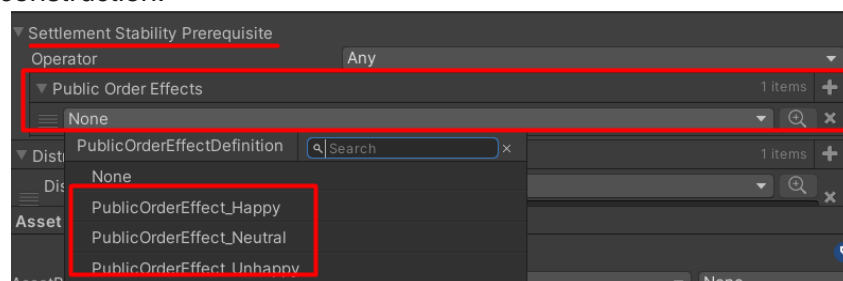 Settlement Stability Prerequisite
Operator Any
Public Order Effects 1 items
None
PublicOrderEffectDefinition Search
1 items
None
PublicOrderEffect_Happy
Asset
PublicOrderEffect_Neutral
PublicOrderEffect_Unhappy
None